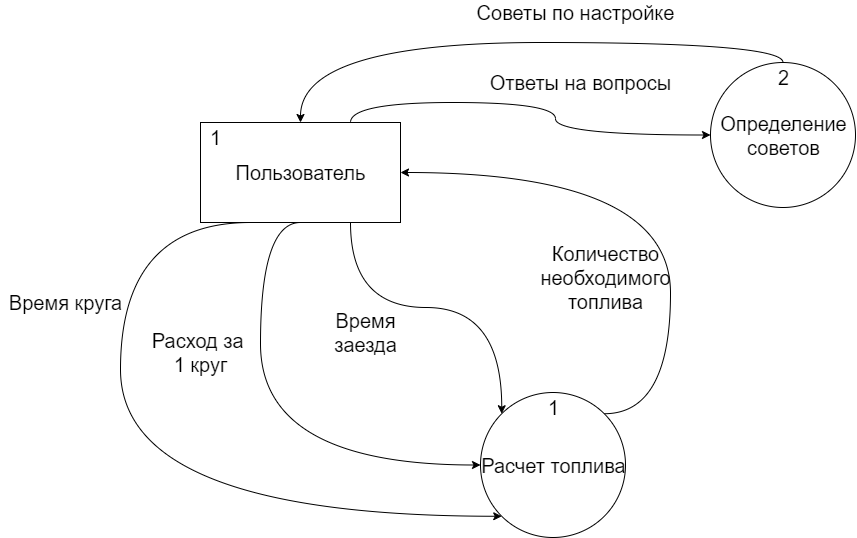 Советы по настройке
Ответы на вопросы
2
Определение
советов
1
Пользователь
Количество
необходимого
топлива
Время круга
Время
заезда
Расход за
1 круг
1
Расчет топлива